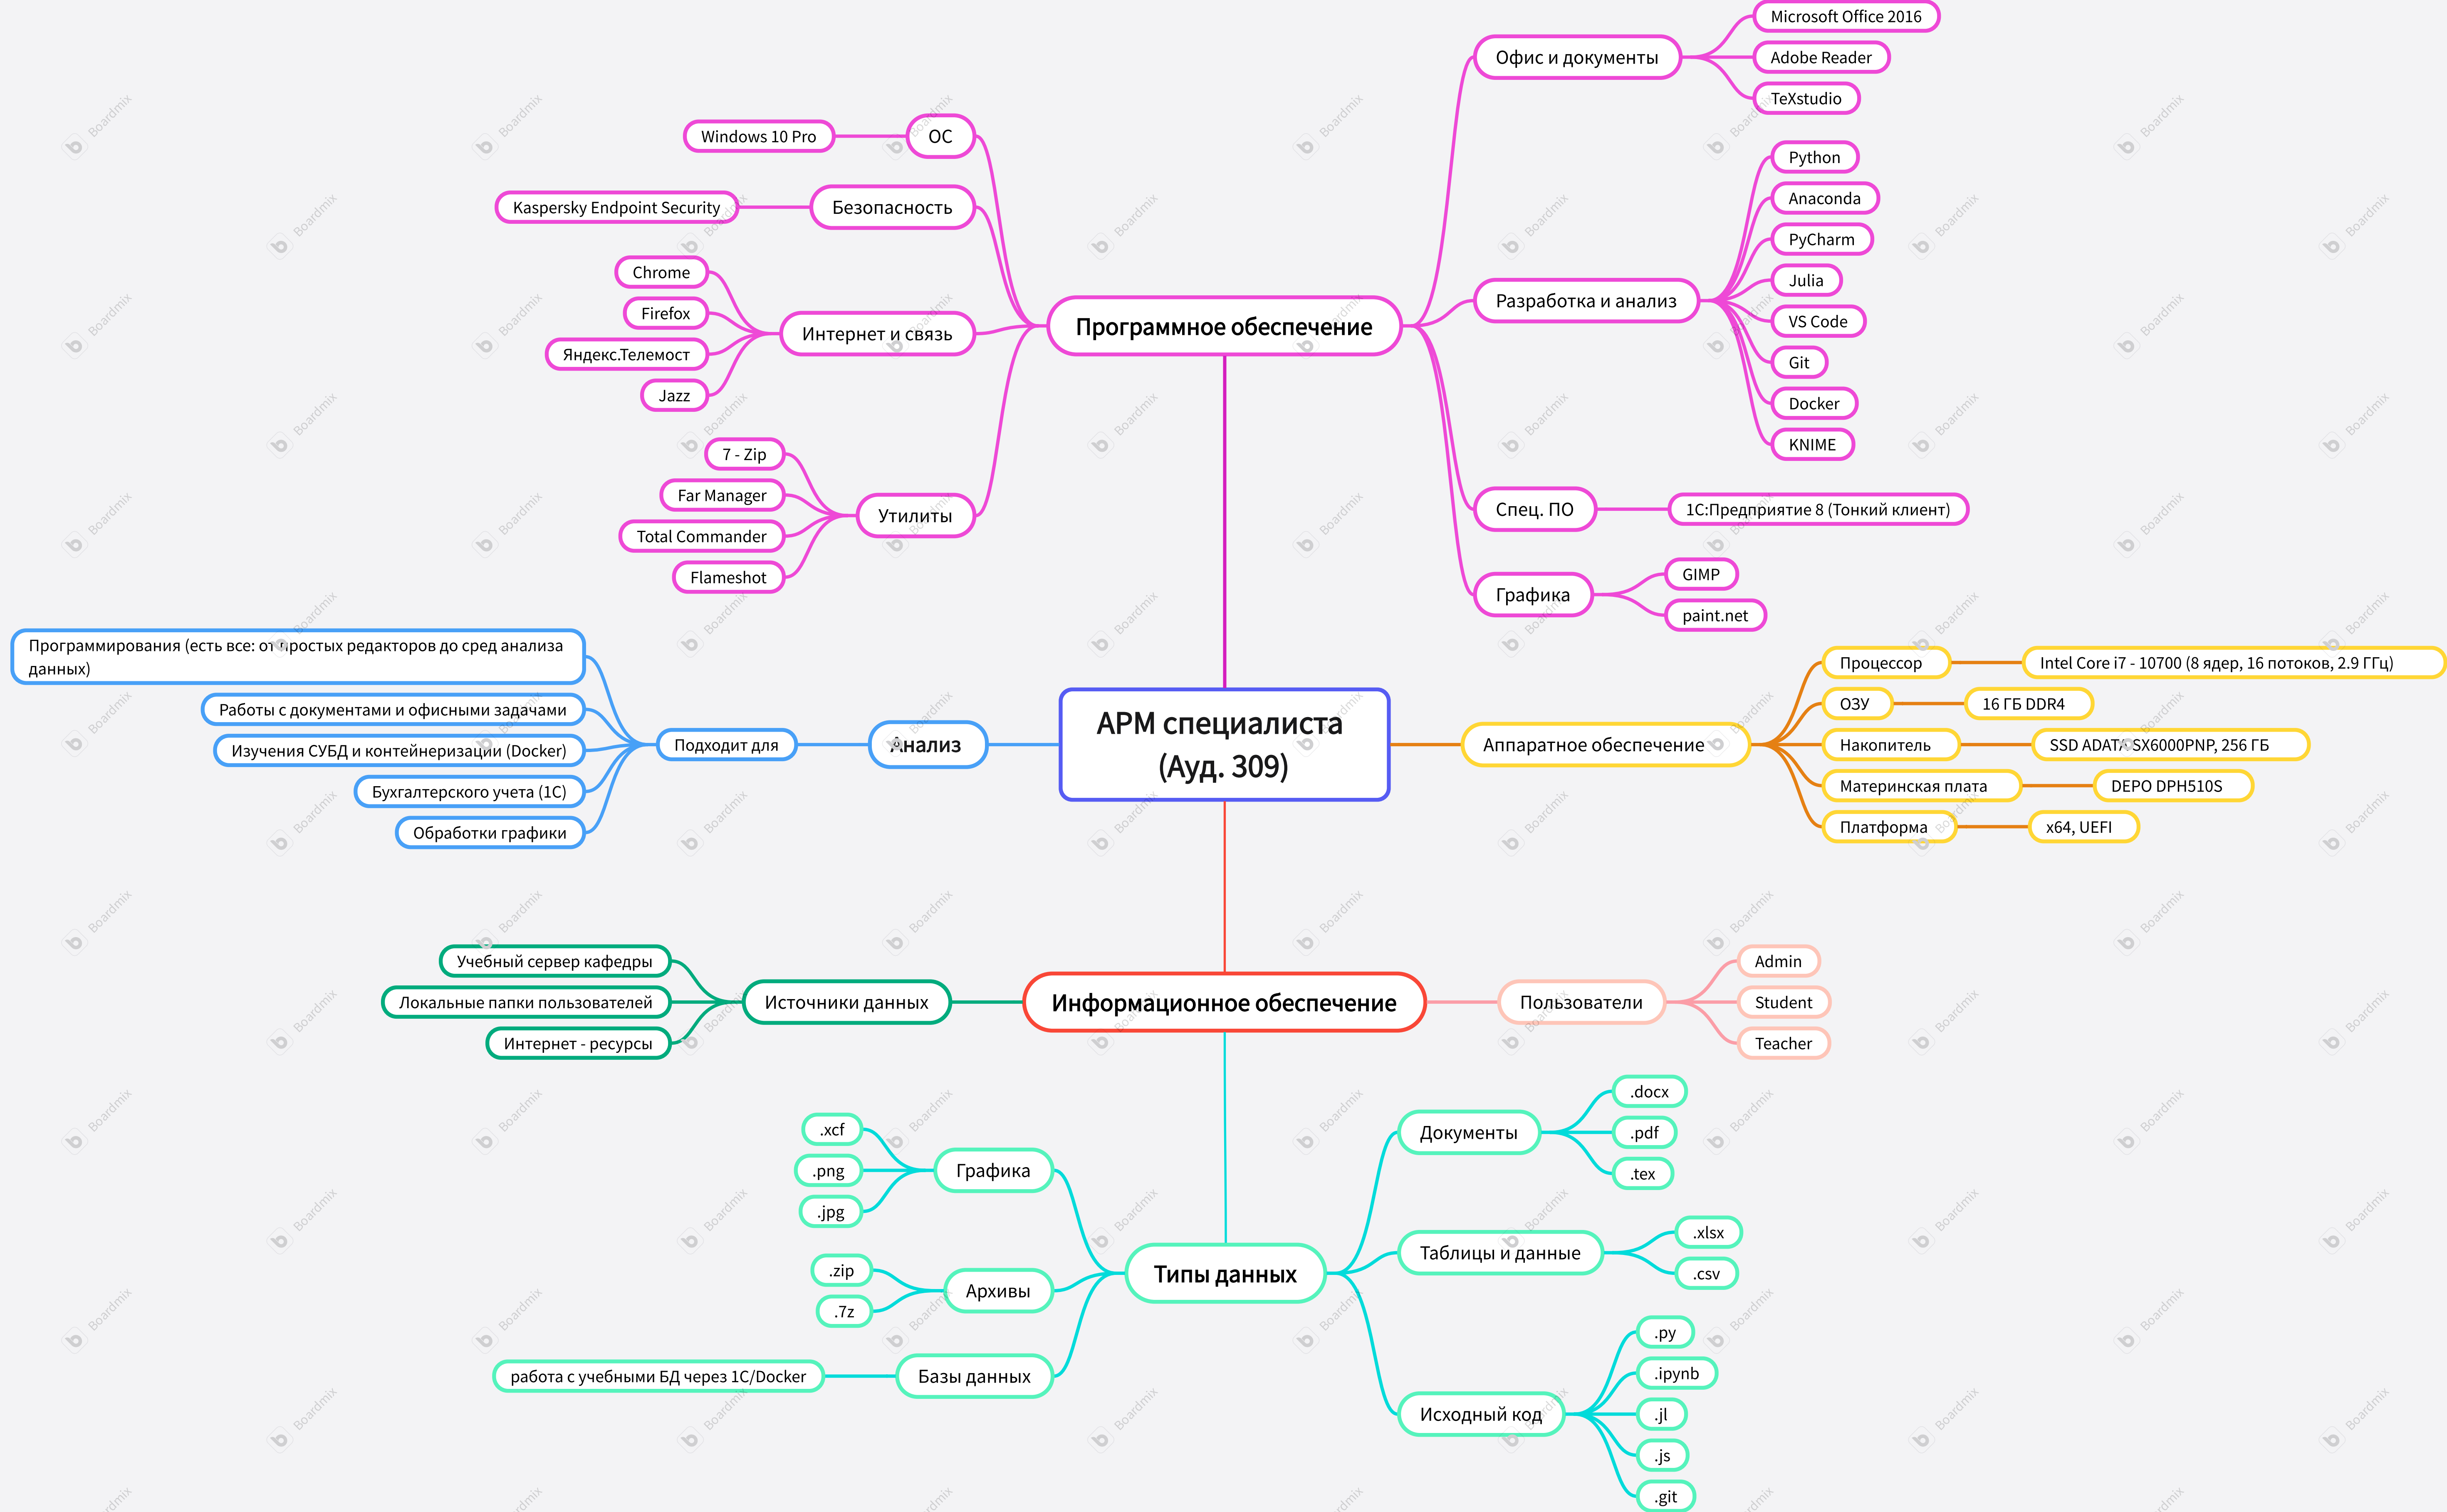 Программное обеспечение
ОС
Windows 10 Pro
Безопасность
Kaspersky Endpoint Security
Интернет и связь
Chrome
Firefox
Яндекс.Телемост
Jazz
Утилиты
7 - Zip
Far Manager
Total Commander
Flameshot
Офис и документы
Microsoft Office 2016
Adobe Reader
TeXstudio
Разработка и анализ
Python
Anaconda
PyCharm
Julia
VS Code
Git
Docker
KNIME
Спец. ПО
1С:Предприятие 8 (Тонкий клиент)
Графика
GIMP
paint.net
АРМ специалиста
(Ауд. 309)
Анализ
Подходит для
Программирования (есть все: от простых редакторов до сред анализа
данных)
Работы с документами и офисными задачами
Изучения СУБД и контейнеризации (Docker)
Бухгалтерского учета (1С)
Обработки графики
Аппаратное обеспечение
Процессор
Intel Core i7 - 10700 (8 ядер, 16 потоков, 2.9 ГГц)
ОЗУ
16 ГБ DDR4
Накопитель
SSD ADATA SX6000PNP, 256 ГБ
Материнская плата
DEPO DPH510S
Платформа
x64, UEFI
Информационное обеспечение
Источники данных
Учебный сервер кафедры
Локальные папки пользователей
Интернет - ресурсы
Пользователи
Admin
Student
Teacher
Типы данных
Графика
.xcf
.png
.jpg
Архивы
.zip
.7z
Базы данных
работа с учебными БД через 1С/Docker
Документы
.docx
.pdf
.tex
Таблицы и данные
.xlsx
.csv
Исходный код
.py
.ipynb
.jl
.js
.git
Boardmix